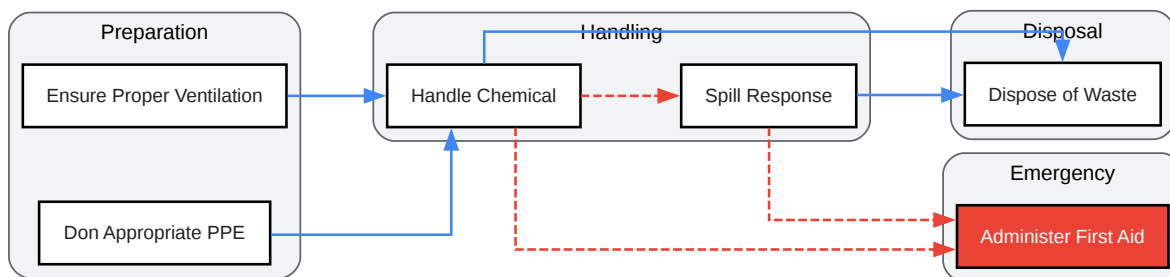 Preparation
Handling
Disposal
Ensure Proper Ventilation
Handle Chemical
Spill Response
Dispose of Waste
Emergency
Don Appropriate PPE
Administer First Aid